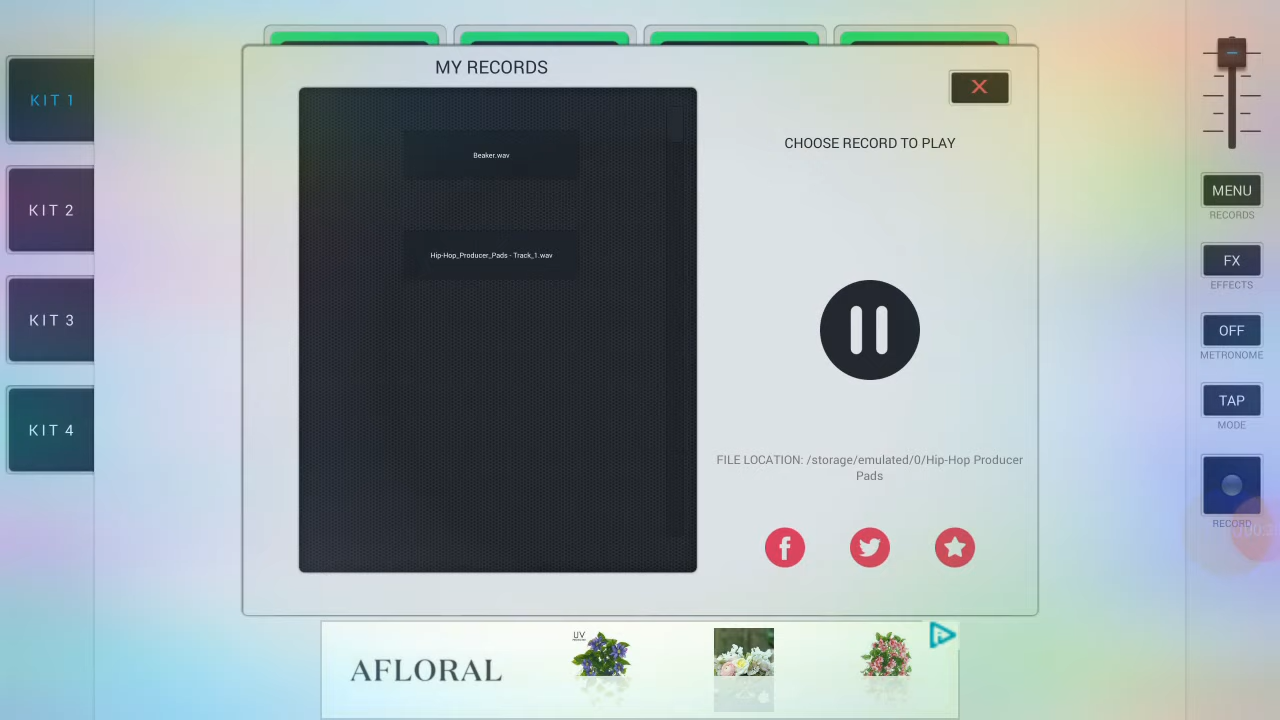 MY RECORDS
X
CHOOSE RECORD TO PLAY
Beaker.wav
Hip-Hop_Producer_Pads - Track_1.wav
FILE LOCATION: /storage/emulated/0/Hip-Hop Producer
Pads
KIT 1
KIT 2
KIT 3
KIT 4
MENU
RECORDS
FX
EFFECTS
OFF
METRONOME
TAP
MODE
RECORD
AFLORAL
UV